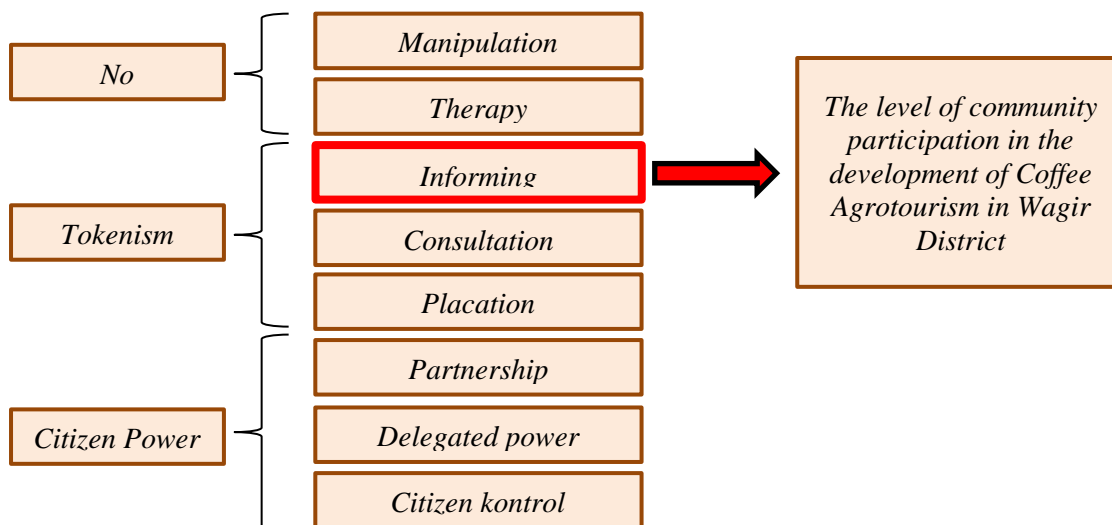 No
Tokenism
Citizen Power
Manipulation
Therapy
Informing
Consultation
Placation
Partnership
Delegated power
Citizen kontrol
The level of community
participation in the
development of Coffee
Agrotourism in Wagir
District